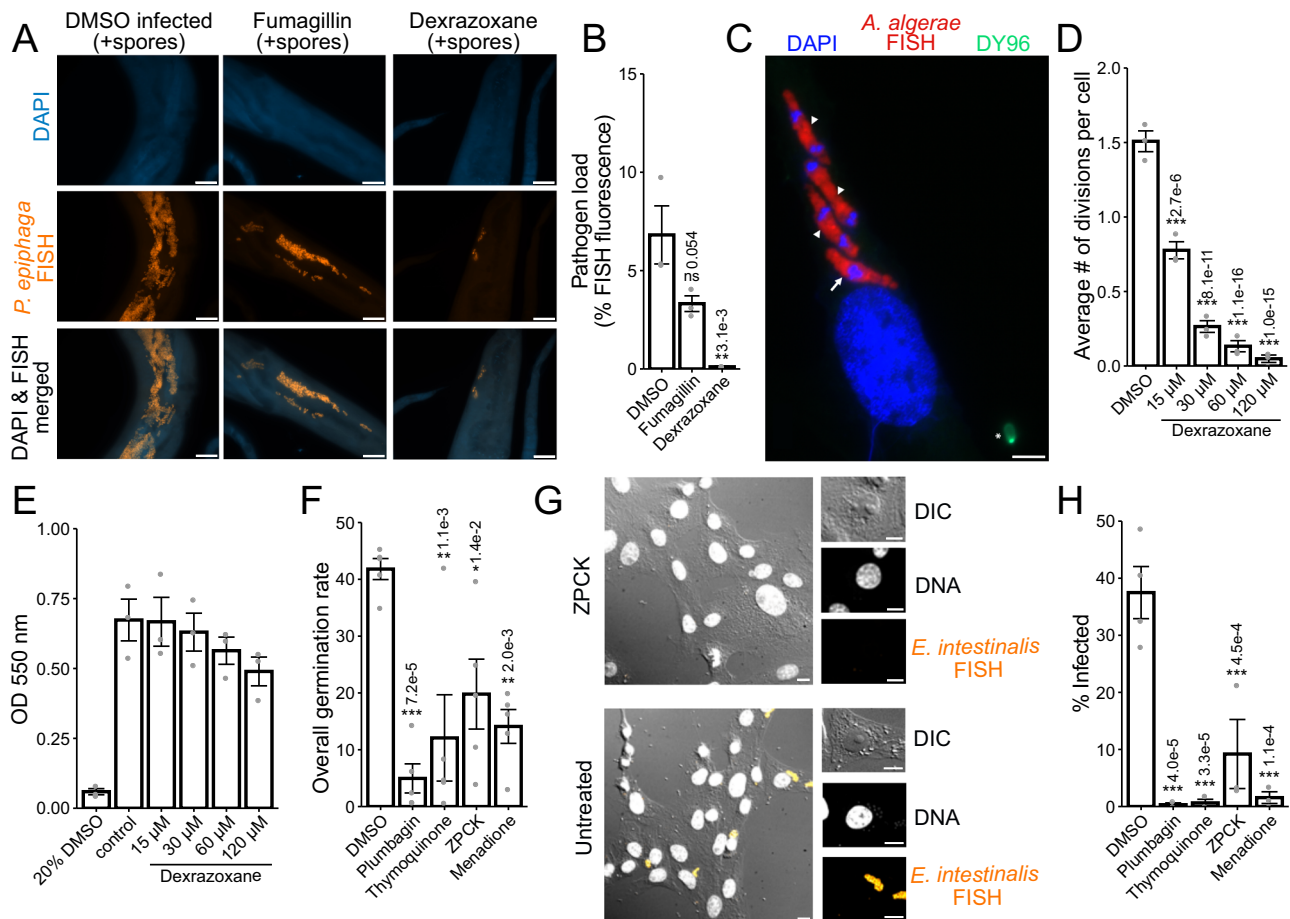 A
DMSO infected
(+spores)
Fumagillin
(+spores)
Dexrazoxane
(+spores)
DAPI
P. epiphaga
FISH
DAPI & FISH
merged
B
Pathogen load
(% FISH fluorescence)
15
10
5
0
ns 0.054
**3.1e-3
DMSO
Fumagillin
Dexrazoxane
C
DAPI
A. algerae
FISH
DY96
*
D
Average # of divisions per cell
2.0
1.5
1.0
0.5
0.0
***2.7e-6
***8.1e-11
***1.1e-16
***1.0e-15
DMSO
15 µM
30 µM
60 µM
120 µM
Dexrazoxane
E
OD 550 nm
1.00
0.75
0.50
0.25
0.00
20% DMSO
control
15 µM
30 µM
60 µM
120 µM
Dexrazoxane
F
Overall germination rate
50
40
30
20
10
0
*** 7.2e-5
**1.1e-3
*1.4e-2
** 2.0e-3
DMSO
Plumbagin
Thymoquinone
ZPCK
Menadione
G
ZPCK
DIC
DNA
E. intestinalis
FISH
Untreated
DIC
DNA
E. intestinalis
FISH
H
% Infected
50
40
30
20
10
0
*** 4.0e-5
***3.3e-5
***4.5e-4
*** 1.1e-4
DMSO
Plumbagin
Thymoquinone
ZPCK
Menadione